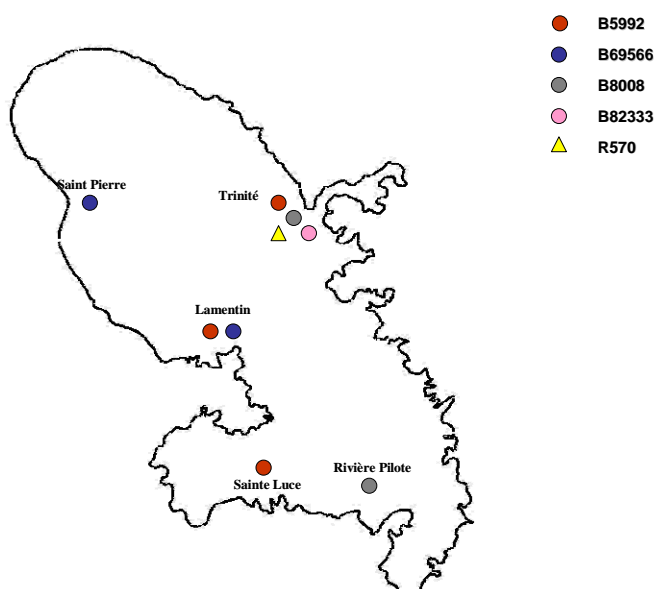 B5992
B69566
B8008
B82333
R570
Saint Pierre
Trinité
Lamentin
Sainte Luce
Rivière Pilote